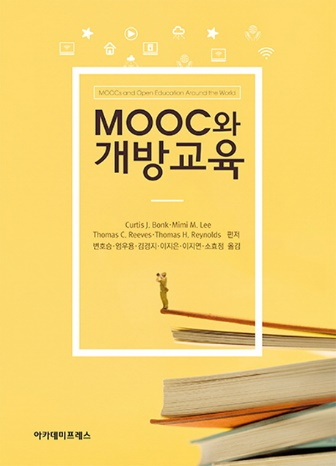 MOOCs and Open Education Around the World
MOOC와
개방교육
Curtis J. Bonk·Mimi M. Lee
Thomas C. Reeves·Thomas H. Reynolds 편저
변호승·엄우용·김경지·이지은·이지연·소효정 옮김
아카데미프레스